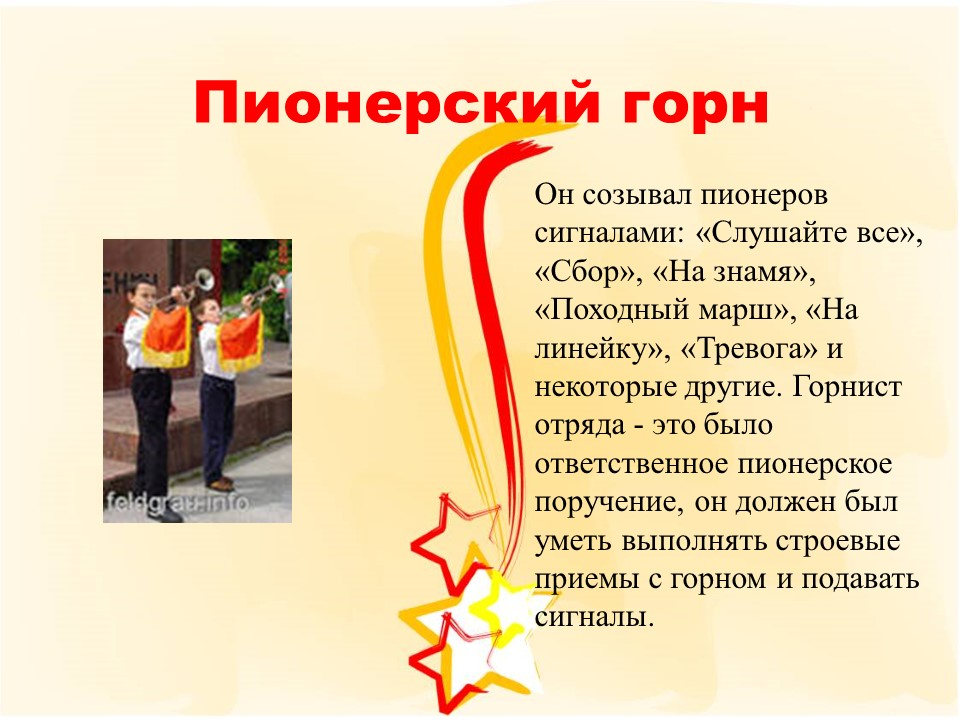 Пионерский горн
Он созывал пионеров
сигналами: «Слушайте все»,
«Сбор», «На знамя»,
«Походный марш», «На
линейку», «Тревога» и
некоторые другие. Горнист
отряда - это было
ответственное пионерское
поручение, он должен был
уметь выполнять строевые
приемы с горном и подавать
сигналы.
feldgrau-info